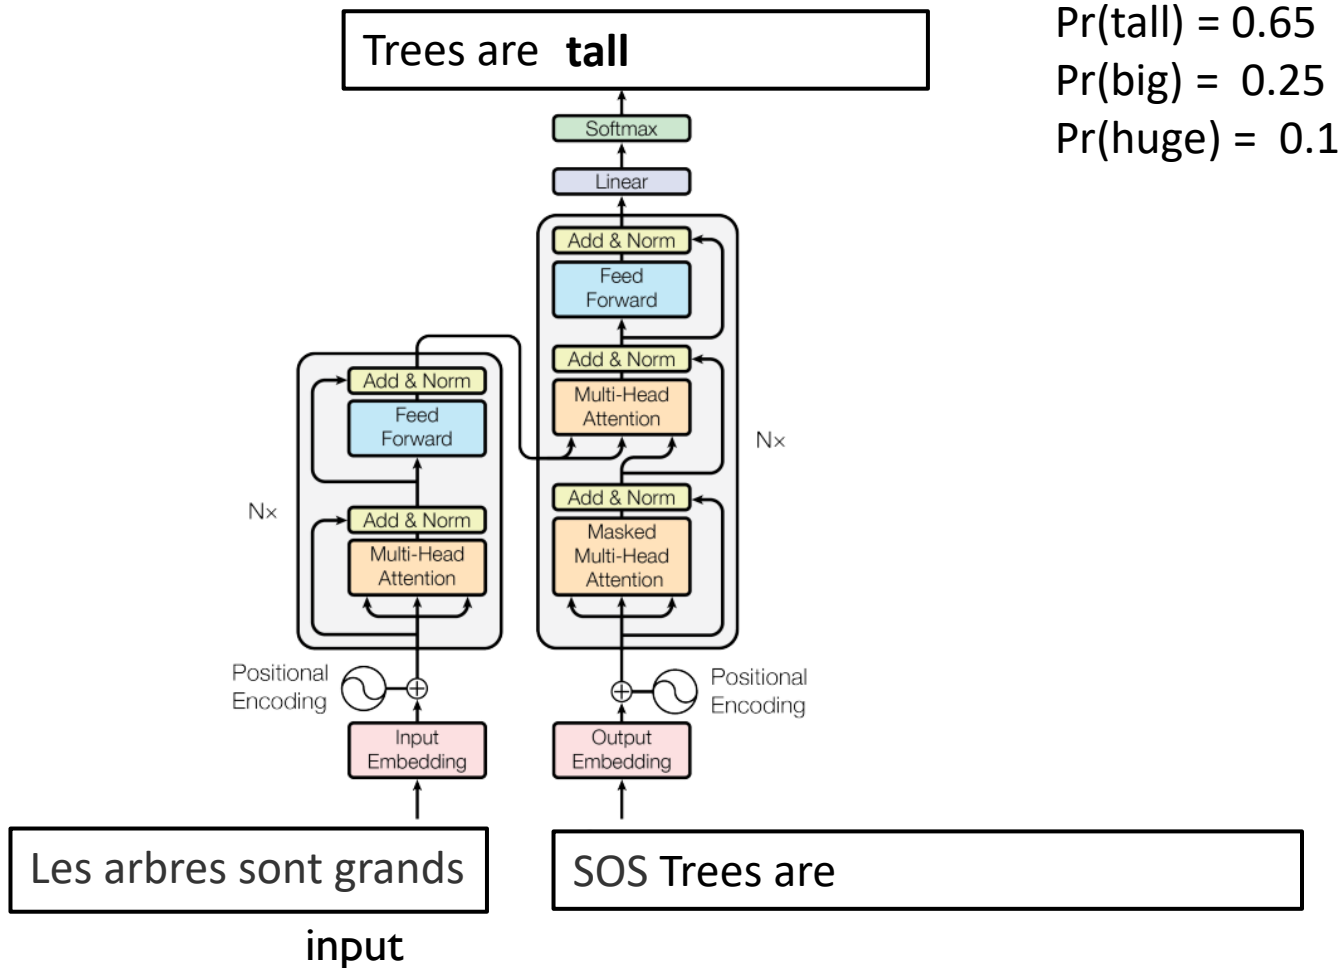 Trees are tall
Pr(tall) = 0.65
Pr(big) = 0.25
Pr(huge) = 0.1
Softmax
Linear
Add & Norm
Feed
Forward
Add & Norm
Multi-Head
Attention
Add & Norm
Masked
Multi-Head
Attention
N×
Add & Norm
Feed
Forward
Add & Norm
Multi-Head
Attention
N×
Positional
Encoding
Positional
Encoding
Input
Embedding
Output
Embedding
Les arbres sont grands
SOS Trees are
input